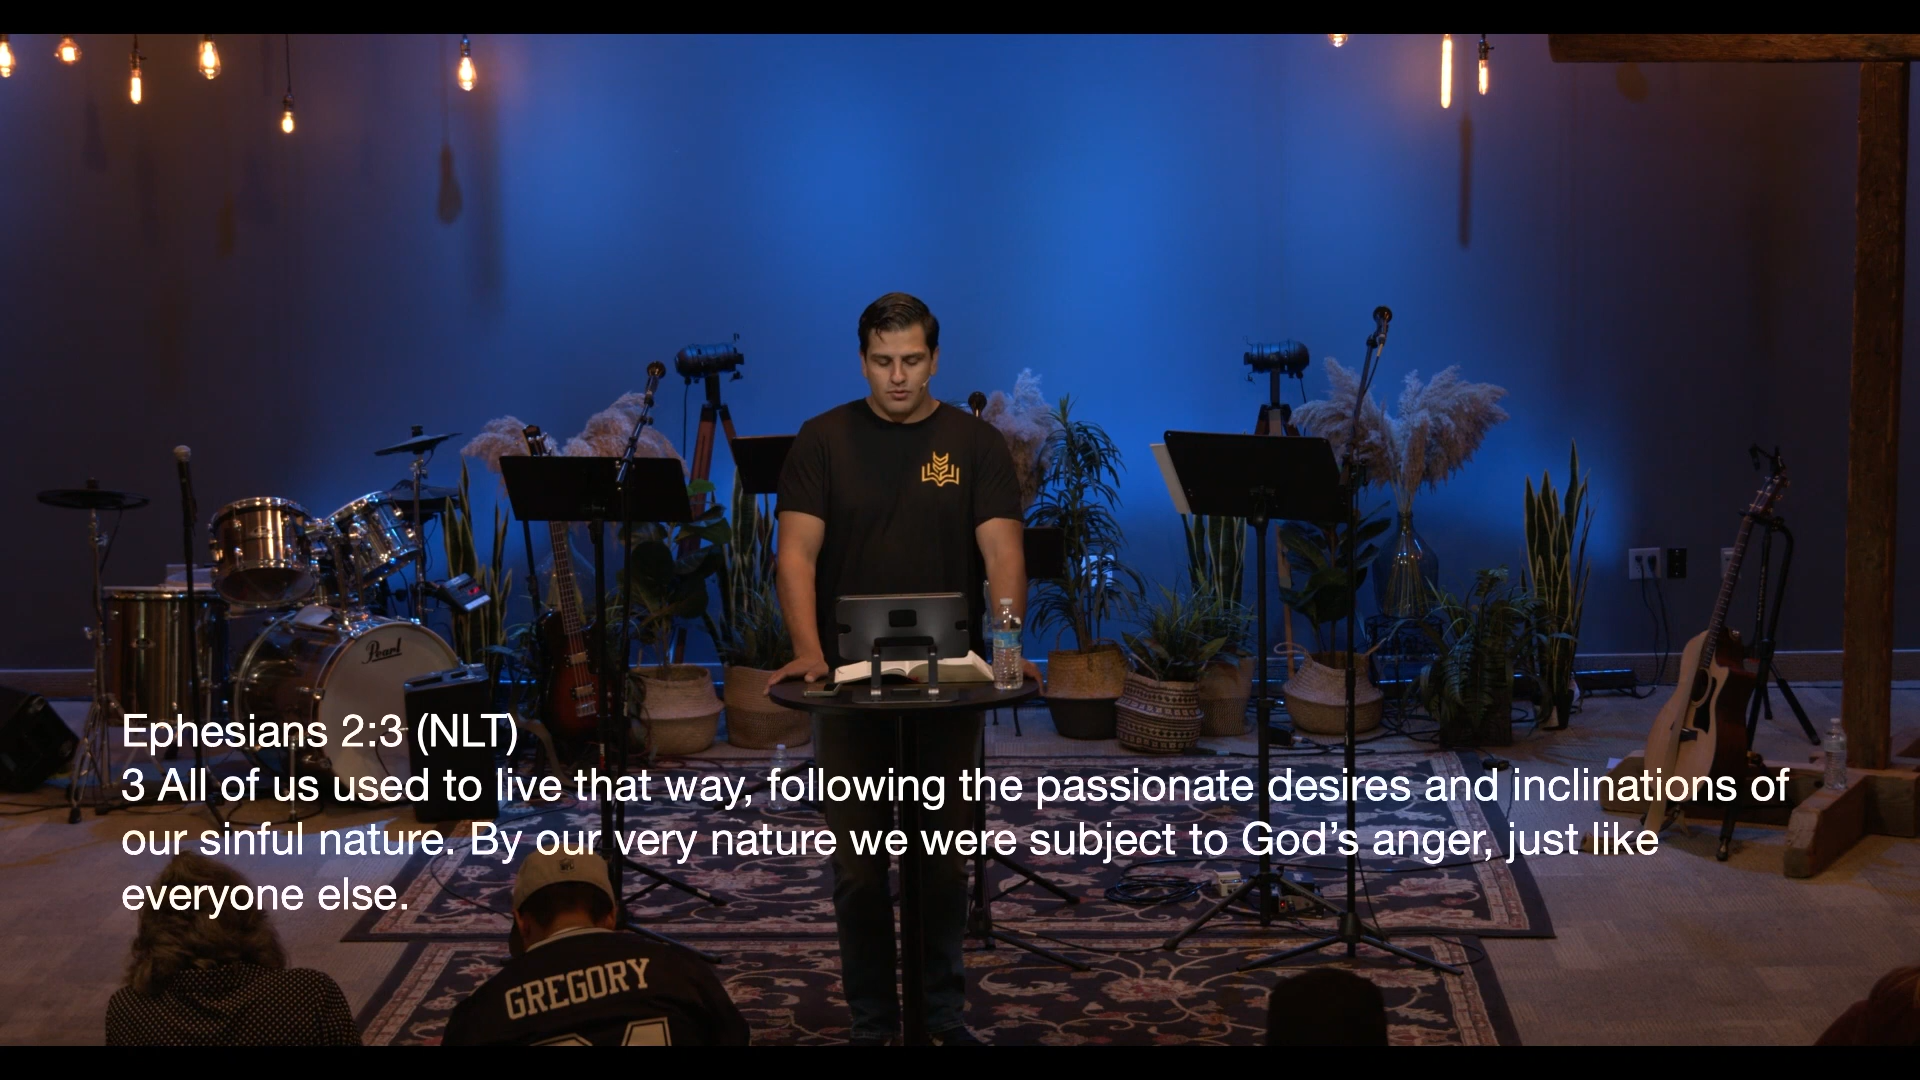 Pearl
Ephesians 2:3 (NLT)
3 All of us used to live that way, following the passionate desires and inclinations of
our sinful nature. By our very nature we were subject to God’s anger, just like
everyone else.
GREGORY